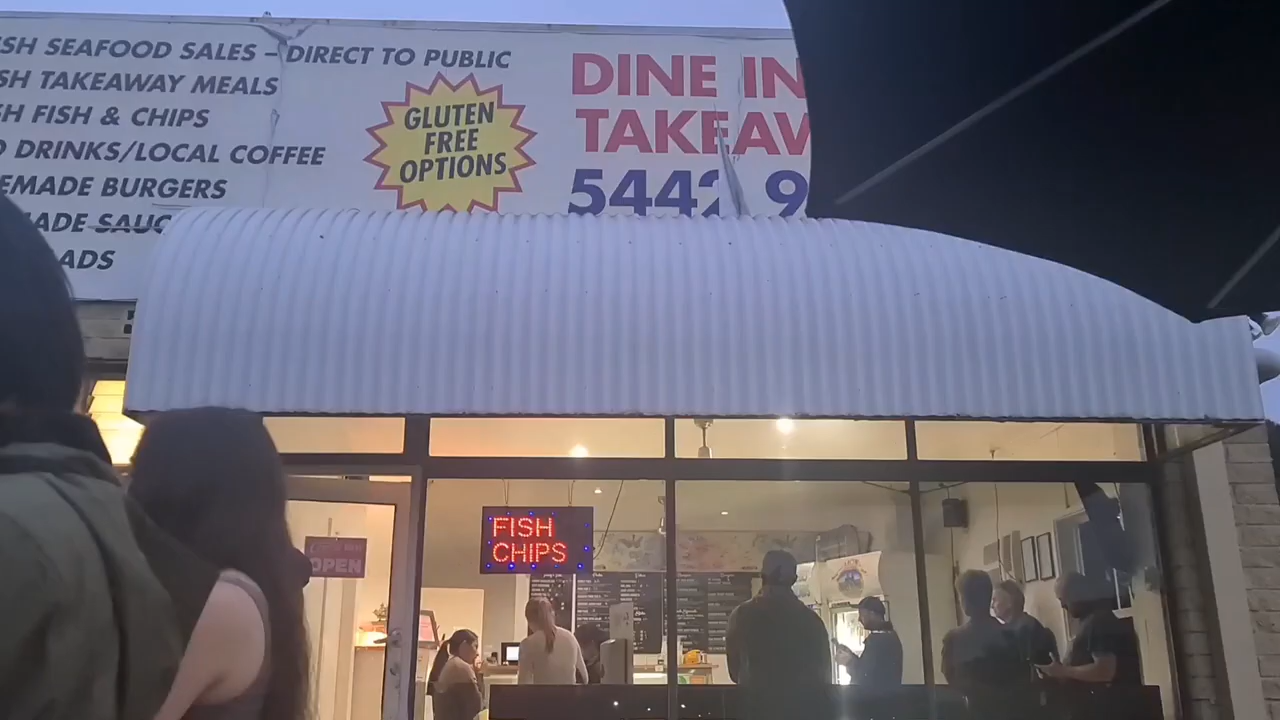 SH SEAFOOD SALES – DIRECT TO PUBLIC
SH TAKEAWAY MEALS
H FISH & CHIPS
DRINKS/LOCAL COFFEE
EMADE BURGERS
ADE SAUC
ADS
GLUTEN
FREE
OPTIONS
DINE IN
TAKEAW
5442 9
FISH
CHIPS
OPEN